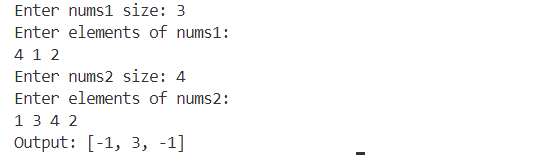 Enter nums1 size: 3
Enter elements of nums1:
4 1 2
Enter nums2 size: 4
Enter elements of nums2:
1 3 4 2
Output: [-1, 3, -1]